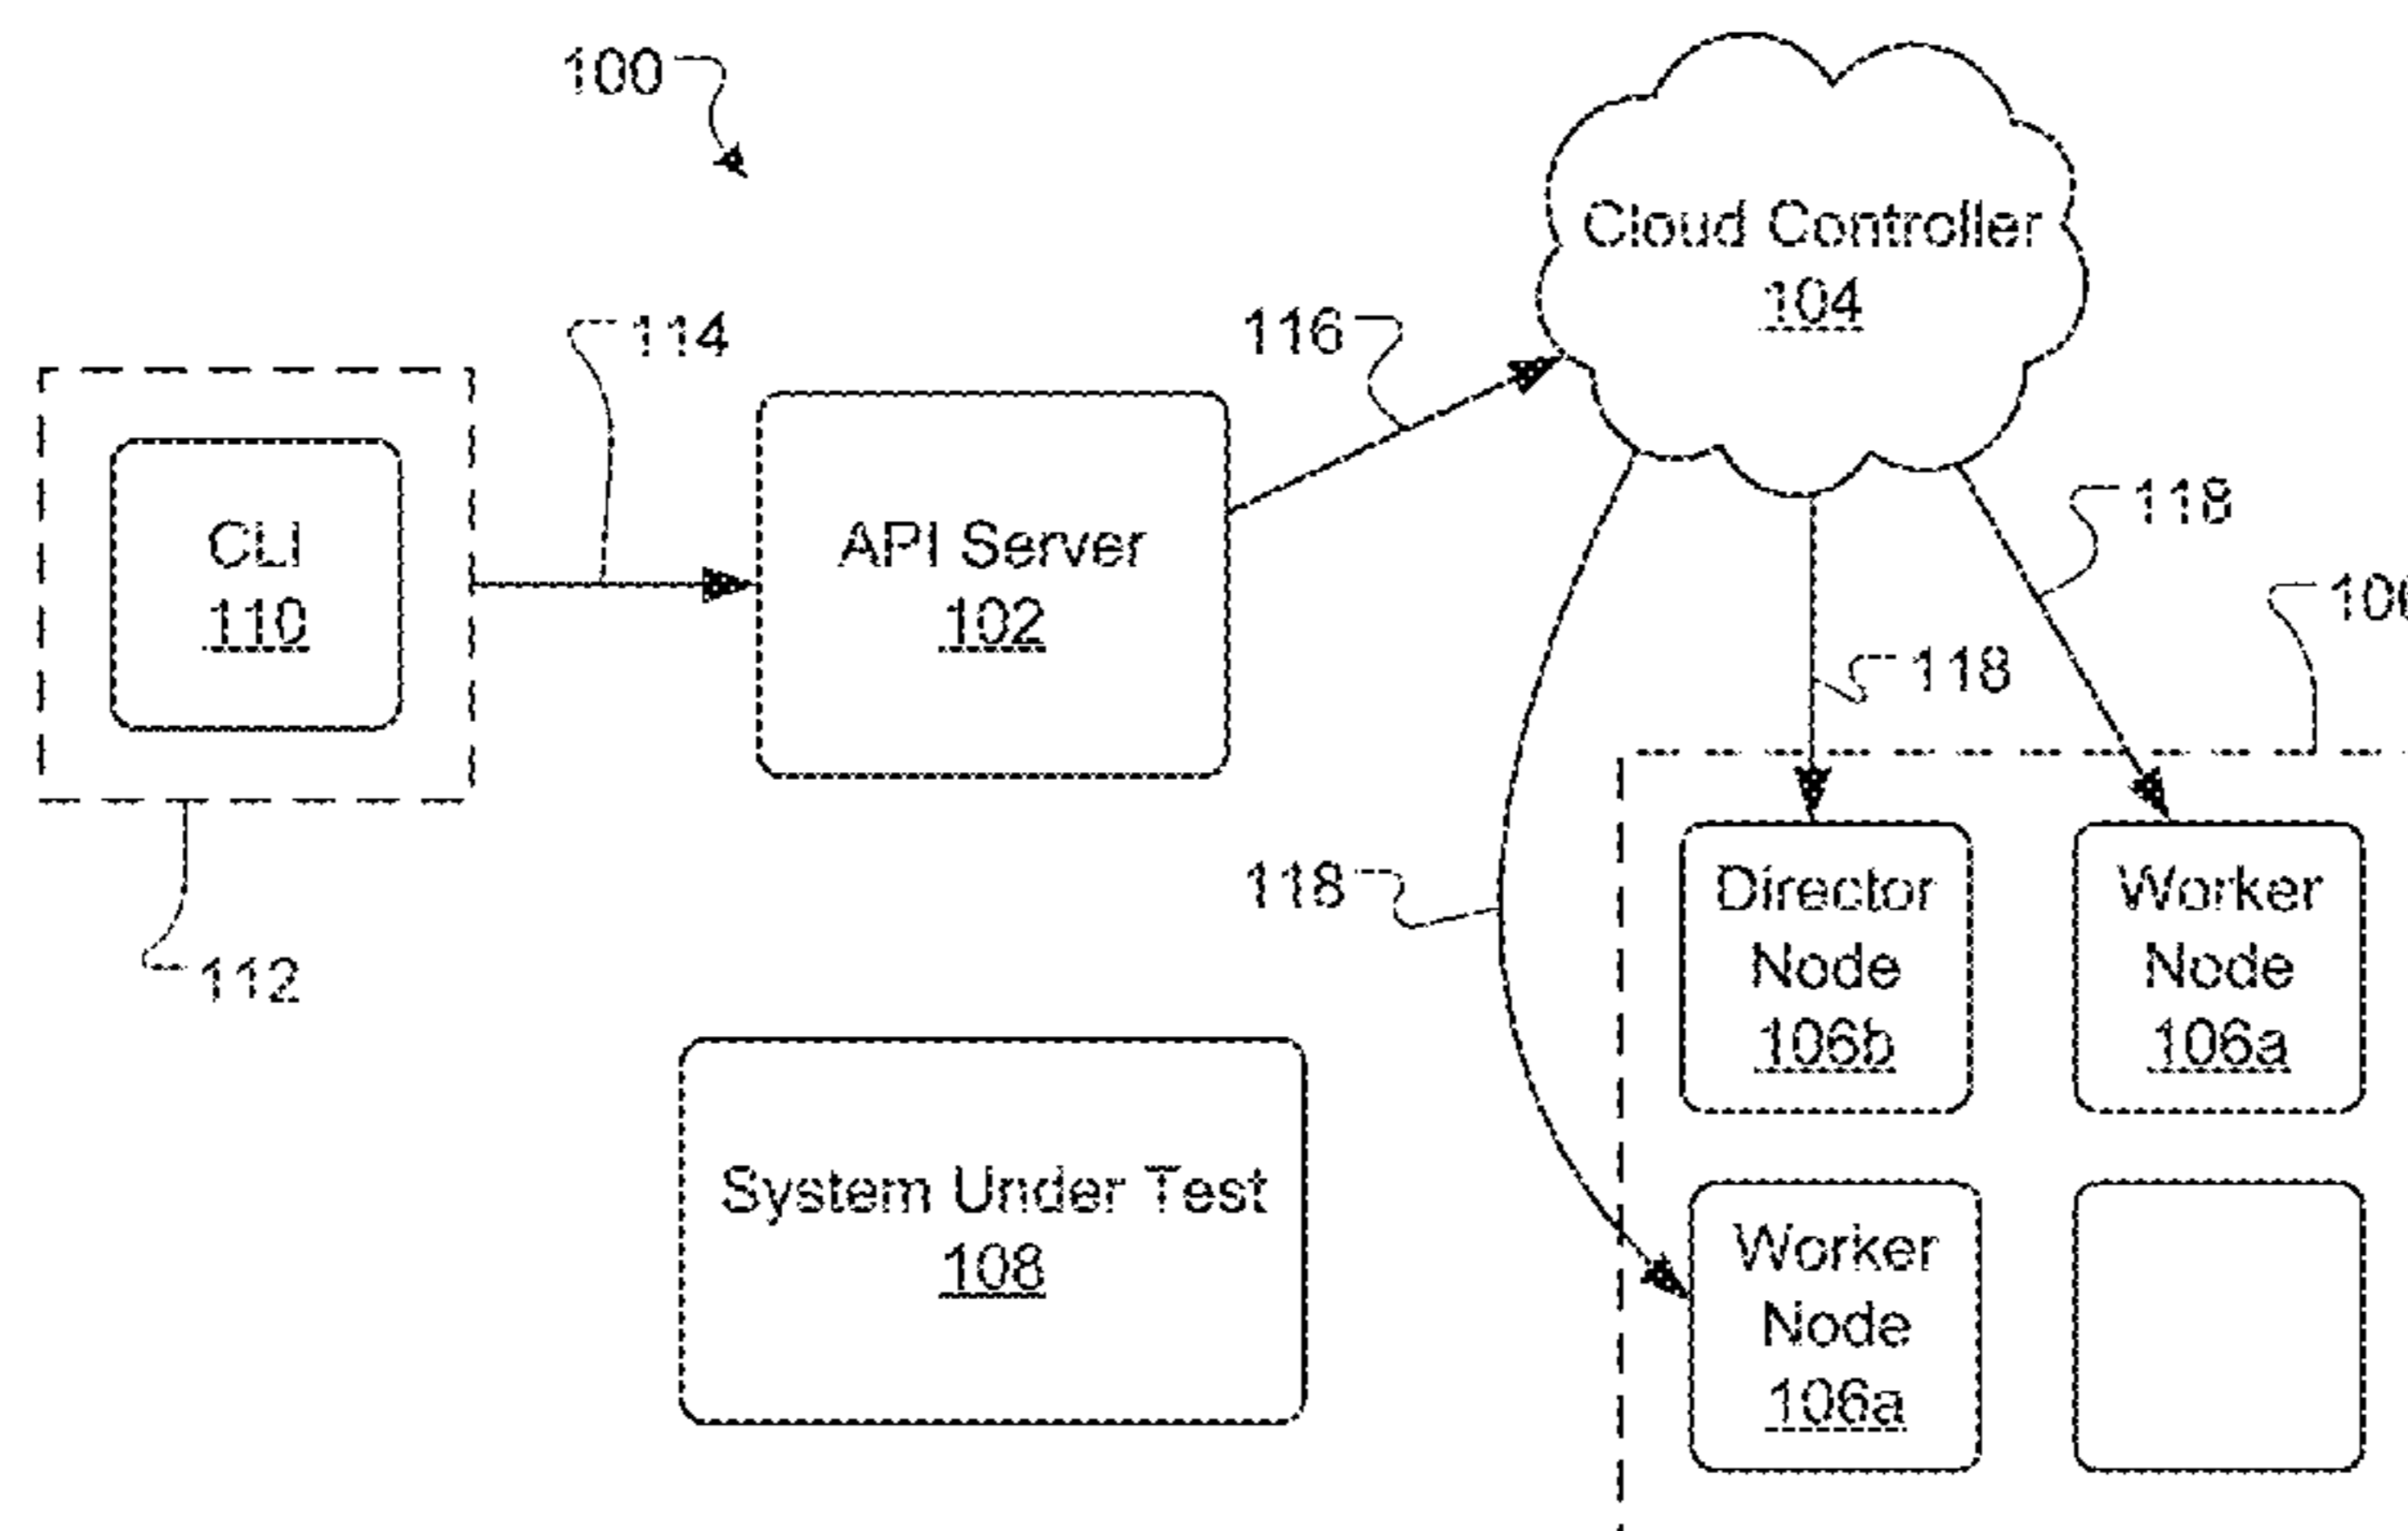 100
Cloud Controller
104
114
116
CLI
110
API Server
102
118
118
118
112
Director
Node
106b
Worker
Node
106a
System Under Test
108
Worker
Node
106a